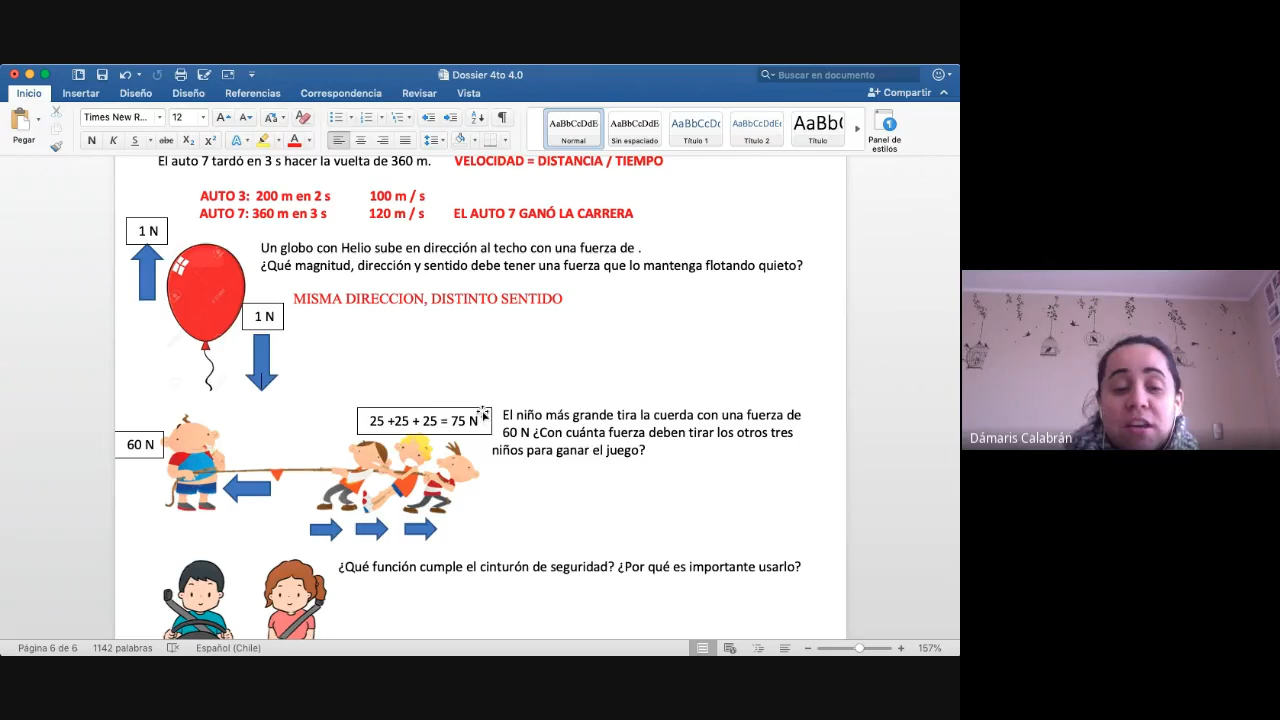 Dossier 4to 4.0
Buscar en documento
Inicio
Insertar
Diseño
Diseño
Referencias
Correspondencia
Revisar
Vista
Compartir
Pegar
Times New R...
12
N
K
S
abc
X₂
X²
AaBbCcDdE
Normal
AaBbCcDdE
Sin espaciado
AaBbCcDc
Título 1
AaBbCcDdE
Título 2
AaBb(
Título
Panel de
estilos
El auto 7 tardó en 3 s hacer la vuelta de 360 m. VELOCIDAD = DISTANCIA / TIEMPO
AUTO 3: 200 m en 2 s 100 m / s
AUTO 7: 360 m en 3 s 120 m / s EL AUTO 7 GANÓ LA CARRERA
1 N
Un globo con Helio sube en dirección al techo con una fuerza de .
¿Qué magnitud, dirección y sentido debe tener una fuerza que lo mantenga flotando quieto?
MISMA DIRECCION, DISTINTO SENTIDO
1 N
25 +25 + 25 = 75 N
El niño más grande tira la cuerda con una fuerza de
60 N ¿Con cuánta fuerza deben tirar los otros tres
niños para ganar el juego?
60 N
¿Qué función cumple el cinturón de seguridad? ¿Por qué es importante usarlo?
Dámaris Calabrán
Página 6 de 6
1142 palabras
Español (Chile)
157%